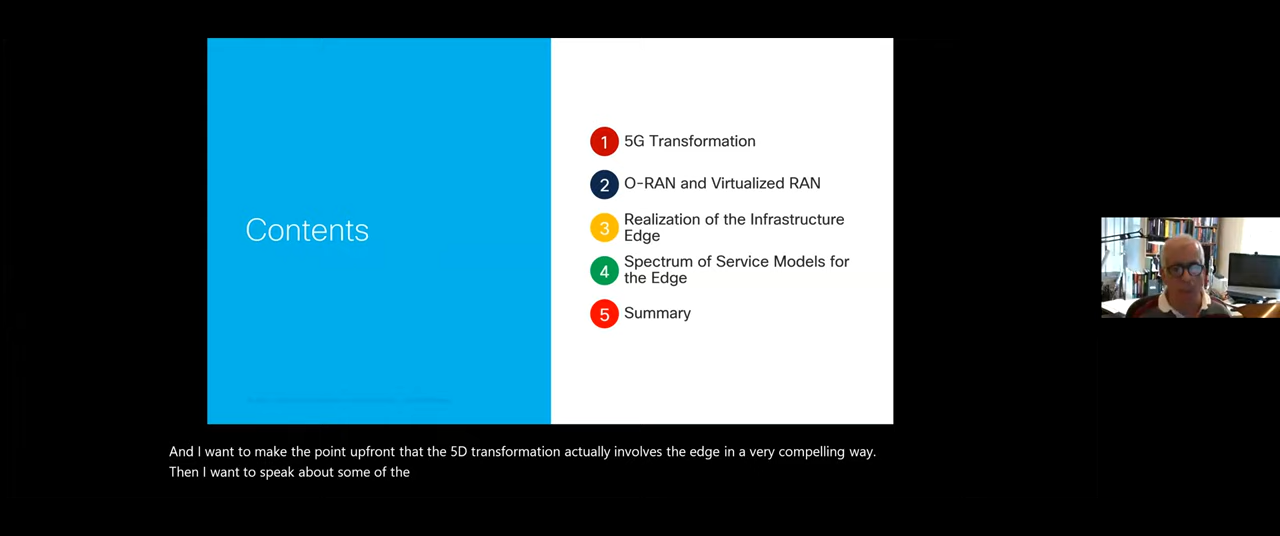 Contents
1 5G Transformation
2 O-RAN and Virtualized RAN
3 Realization of the Infrastructure
Edge
4 Spectrum of Service Models for
the Edge
5 Summary
And I want to make the point upfront that the 5D transformation actually involves the edge in a very compelling way.
Then I want to speak about some of the